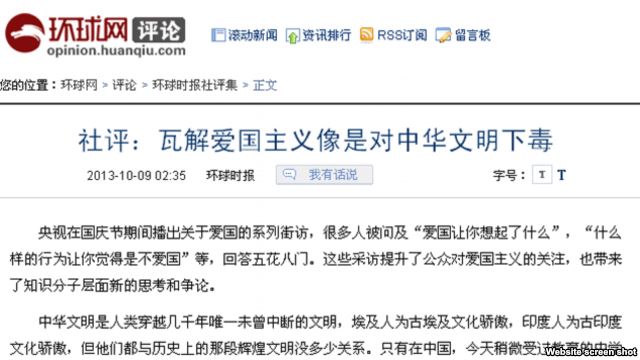 环球网 评论
opinion.huanqiu.com
滚动新闻 资讯排行 RSS订阅 留言板
您的位置：环球网 > 评论 > 环球时报社评集 > 正文
社评：瓦解爱国主义像是对中华文明下毒
2013-10-09 02:35 环球时报 我有话说 字号： T T
央视在国庆节期间播出关于爱国的系列街访，很多人被问及“爱国让你想起了什么”，“什么
样的行为让你觉得是不爱国”等，回答五花八门。这些采访提升了公众对爱国主义的关注，也带来
了知识分子层面新的思考和争论。
中华文明是人类穿越几千年唯一未曾中断的文明，埃及人为古埃及文化骄傲，印度人为古印度
文化骄傲，但他们都与历史上的那段辉煌文明没多少关系。只有在中国，今天稍微受过教育的中学
Website screen shot